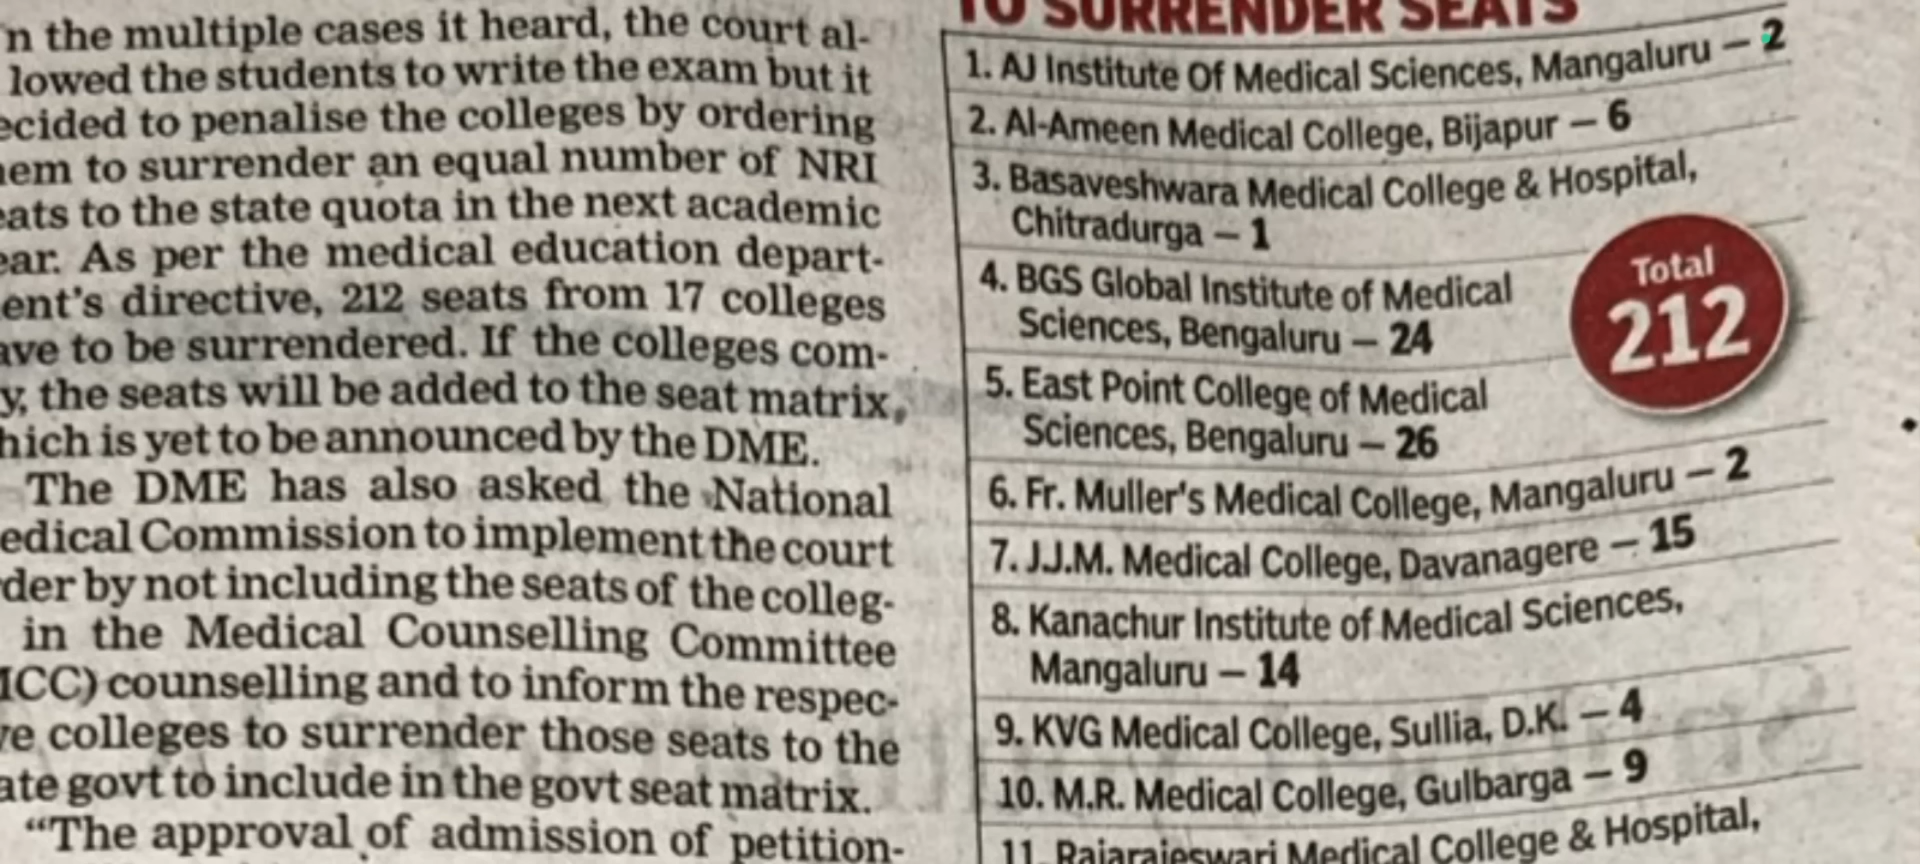 n the multiple cases it heard, the court al-
lowed the students to write the exam but it
ecided to penalise the colleges by ordering
em to surrender an equal number of NRI
eats to the state quota in the next academic
ear. As per the medical education depart-
ent's directive, 212 seats from 17 colleges
ave to be surrendered. If the colleges com-
y, the seats will be added to the seat matrix,
hich is yet to be announced by the DME.
The DME has also asked the National
edical Commission to implement the court
der by not including the seats of the colleg-
in the Medical Counselling Committee
ICC) counselling and to inform the respec-
e colleges to surrender those seats to the
ate govt to include in the govt seat matrix.
"The approval of admission of petition-
TO SURRENDER SEATS
1. AJ Institute Of Medical Sciences, Mangaluru – 2
2. Al-Ameen Medical College, Bijapur – 6
3. Basaveshwara Medical College & Hospital,
Chitradurga – 1
4. BGS Global Institute of Medical
Sciences, Bengaluru – 24
5. East Point College of Medical
Sciences, Bengaluru – 26
6. Fr. Muller's Medical College, Mangaluru – 2
7. J.J.M. Medical College, Davanagere – 15
8. Kanachur Institute of Medical Sciences,
Mangaluru – 14
9. KVG Medical College, Sullia, D.K. – 4
10. M.R. Medical College, Gulbarga – 9
11. Rajarajeswari Medical College & Hospital,
Total
212